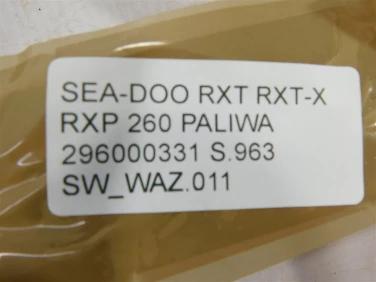 SEA-DOO RXT RXT-X
RXP 260 PALIWA
296000331 S.963
SW_WAZ.011